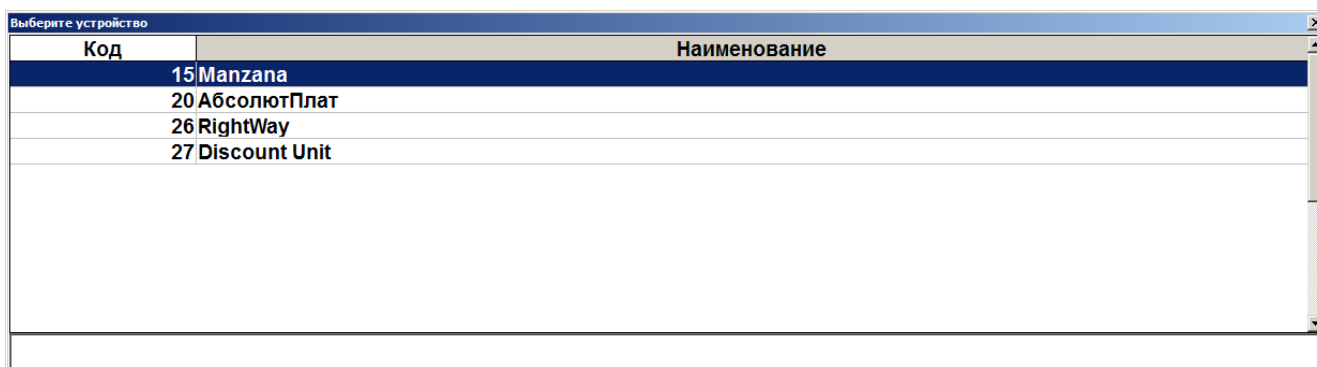 Выберите устройство
Код Наименование
15 Manzana
20 АбсолютПлат
26 RightWay
27 Discount Unit